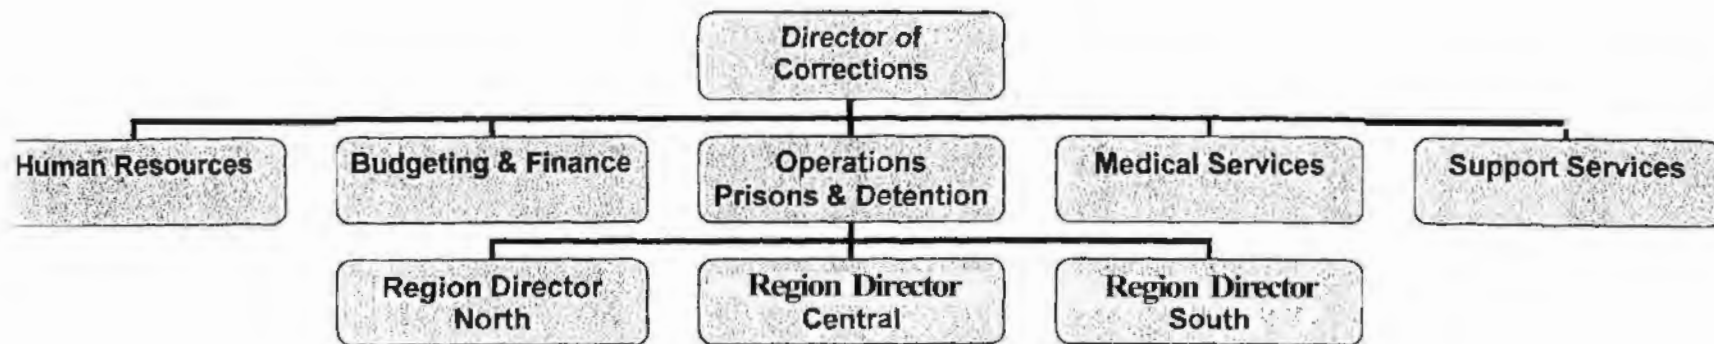 Director of
Corrections
Human Resources
Budgeting & Finance
Operations
Prisons & Detention
Medical Services
Support Services
Region Director
North
Region Director
Central
Region Director
South